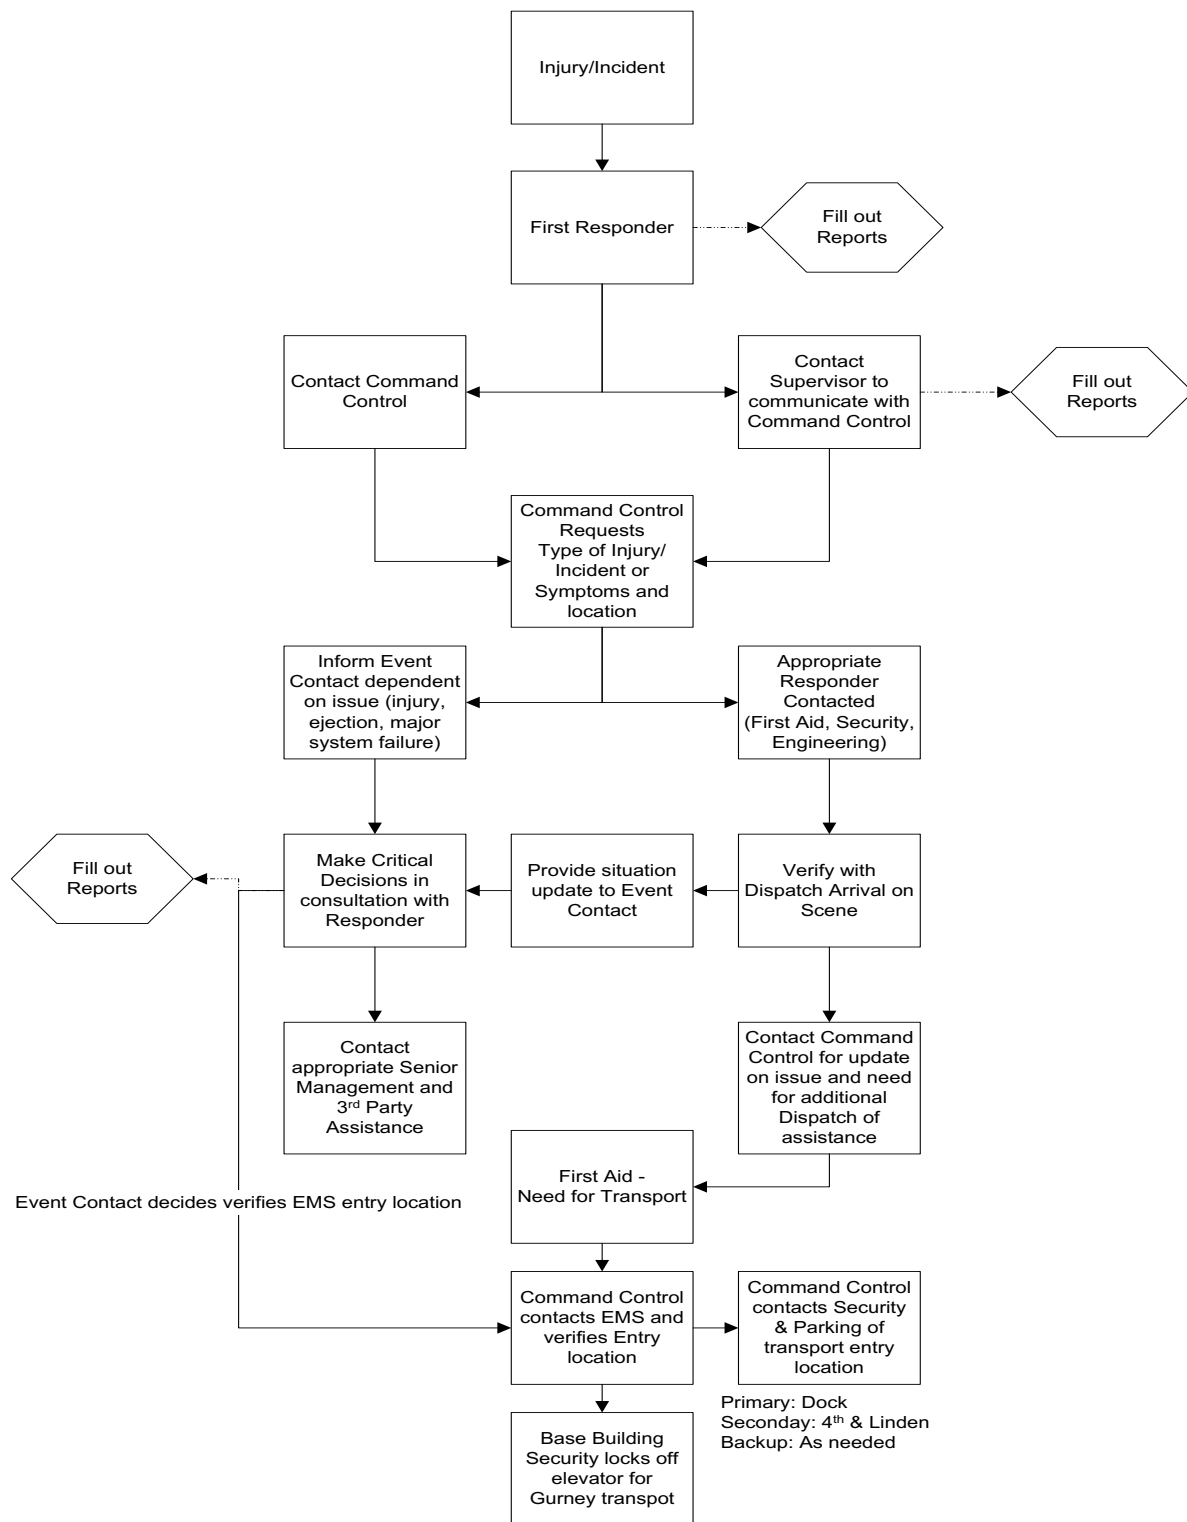 Injury/Incident
First Responder
Fill out
Reports
Contact Command
Control
Contact
Supervisor to
communicate with
Command Control
Fill out
Reports
Command Control
Requests
Type of Injury/
Incident or
Symptoms and
location
Inform Event
Contact dependent
on issue (injury,
ejection, major
system failure)
Appropriate
Responder
Contacted
(First Aid, Security,
Engineering)
Fill out
Reports
Make Critical
Decisions in
consultation with
Responder
Provide situation
update to Event
Contact
Verify with
Dispatch Arrival on
Scene
Contact
appropriate Senior
Management and
3rd Party
Assistance
Contact Command
Control for update
on issue and need
for additional
Dispatch of
assistance
First Aid -
Need for Transport
Event Contact decides verifies EMS entry location
Command Control
contacts EMS and
verifies Entry
location
Command Control
contacts Security
& Parking of
transport entry
location
Primary: Dock
Seconday: 4th & Linden
Backup: As needed
Base Building
Security locks off
elevator for
Gurney transpot